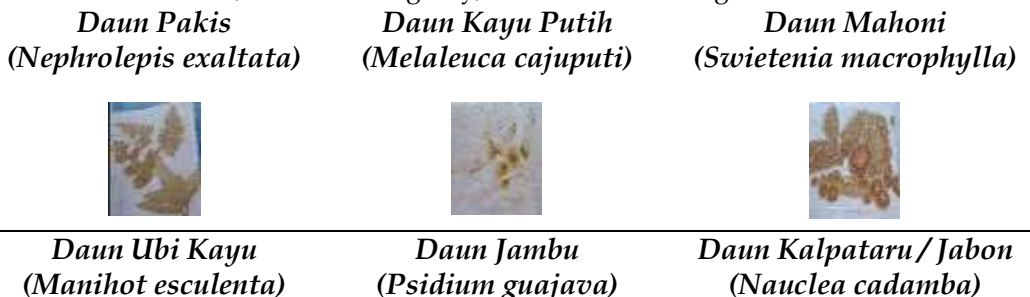 Daun Pakis Daun Kayu Putih Daun Mahoni
(Nephrolepis exaltata) (Melaleuca cajuputi) (Swietenia macrophylla)
Daun Ubi Kayu Daun Jambu Daun Kalpataru / Jabon
(Manihot esculenta) (Psidium guajava) (Nauclea cadamba)